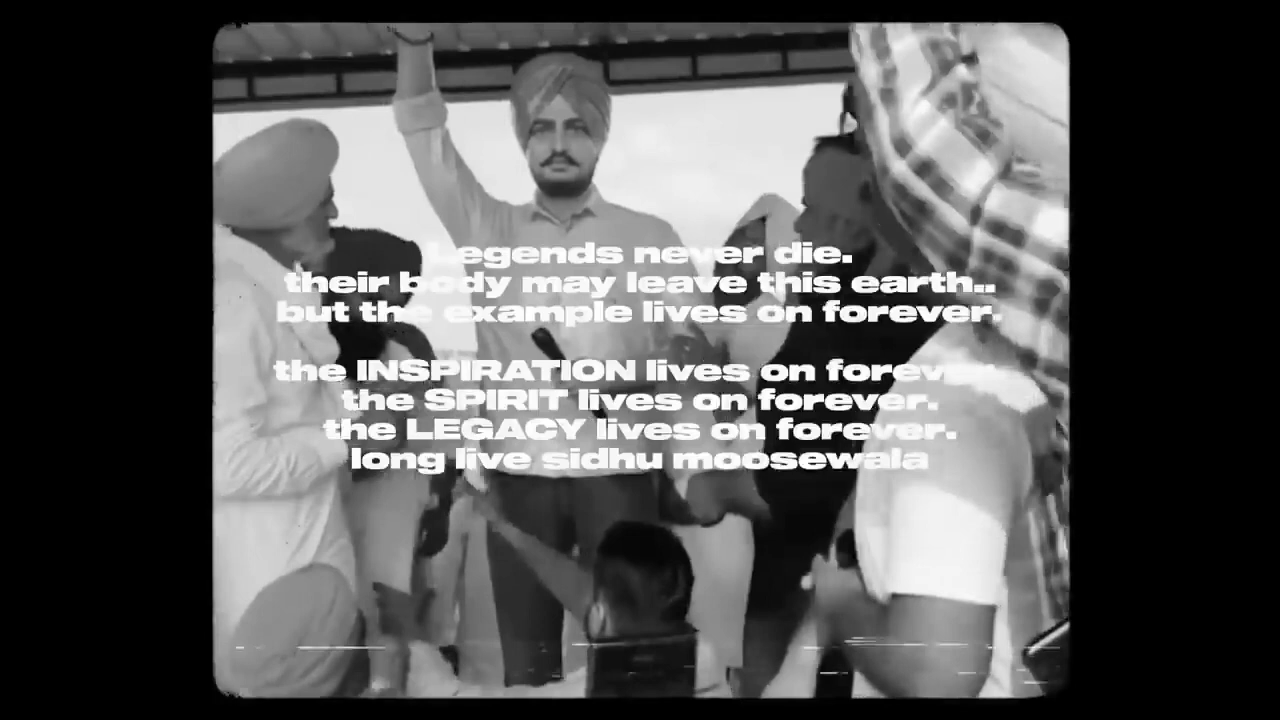 Legends never die.
their body may leave this earth..
but the example lives on forever.
the INSPIRATION lives on forever.
the SPIRIT lives on forever.
the LEGACY lives on forever.
long live sidhu moosewala